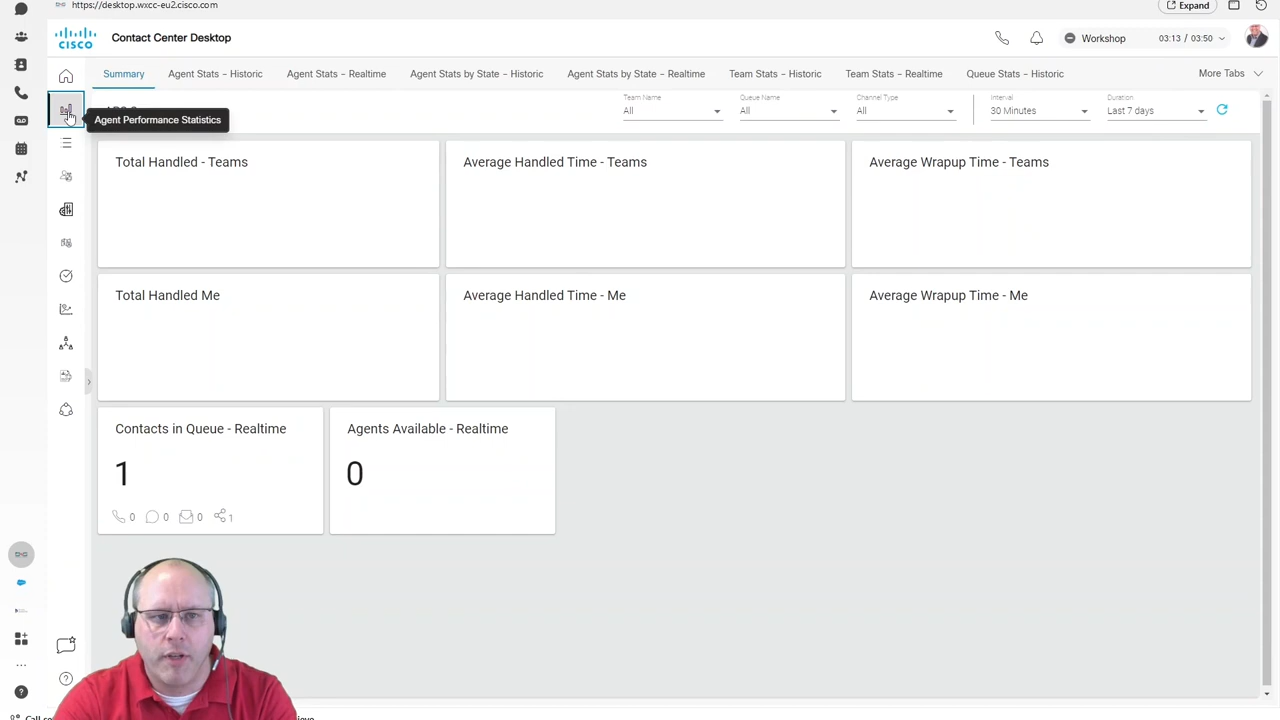 https://desktop.wxcc-eu2.cisco.com
Expand
CISCO
Contact Center Desktop
Workshop
03:13 / 03:50
Summary
Agent Stats - Historic
Agent Stats - Realtime
Agent Stats by State - Historic
Agent Stats by State - Realtime
Team Stats - Historic
Team Stats - Realtime
Queue Stats - Historic
More Tabs
Agent Performance Statistics
Team Name
All
Queue Name
All
Channel Type
All
Interval
30 Minutes
Duration
Last 7 days
Total Handled - Teams
Average Handled Time - Teams
Average Wrapup Time - Teams
Total Handled Me
Average Handled Time - Me
Average Wrapup Time - Me
Contacts in Queue - Realtime
1
0
0
0
1
Agents Available - Realtime
0